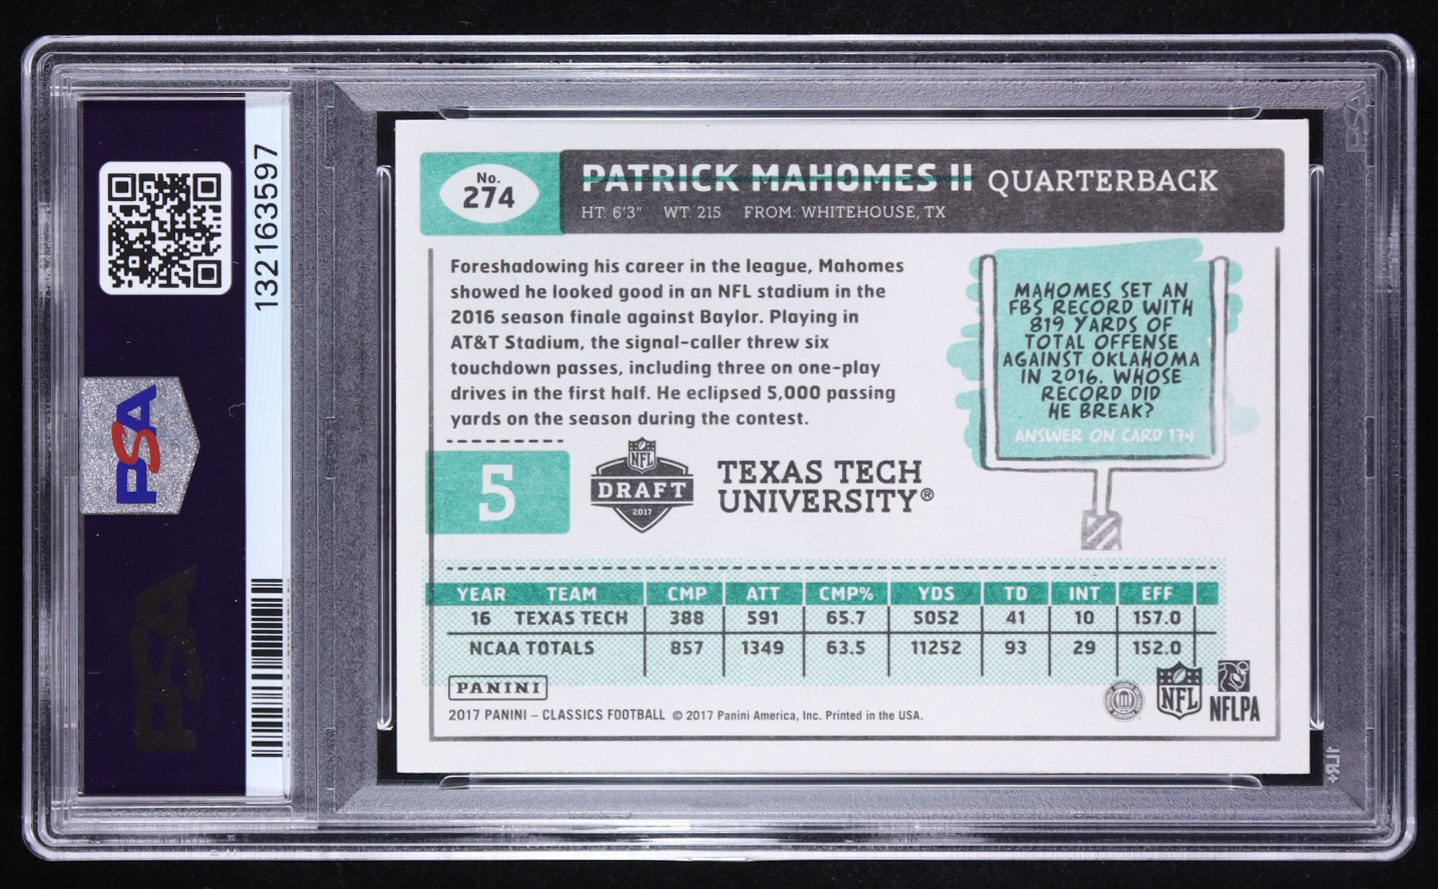 132163597
PSA
PSA
PSA
No.
274
PATRICK MAHOMES II QUARTERBACK
HT: 6'3" WT: 215 FROM: WHITEHOUSE, TX
Foreshadowing his career in the league, Mahomes
showed he looked good in an NFL stadium in the
2016 season finale against Baylor. Playing in
AT&T Stadium, the signal-caller threw six
touchdown passes, including three on one-play
drives in the first half. He eclipsed 5,000 passing
yards on the season during the contest.
MAHOMES SET AN
FBS RECORD WITH
819 YARDS OF
TOTAL OFFENSE
AGAINST OKLAHOMA
IN 2016. WHOSE
RECORD DID
HE BREAK?
ANSWER ON CARD 174
5
NFL
DRAFT
2017
TEXAS TECH
UNIVERSITY®
YEAR TEAM CMP ATT CMP% YDS TD INT EFF
16 TEXAS TECH 388 591 65.7 5052 41 10 157.0
NCAA TOTALS 857 1349 63.5 11252 93 29 152.0
PANINI
2017 PANINI – CLASSICS FOOTBALL © 2017 Panini America, Inc. Printed in the USA.
NFL
NFLPA